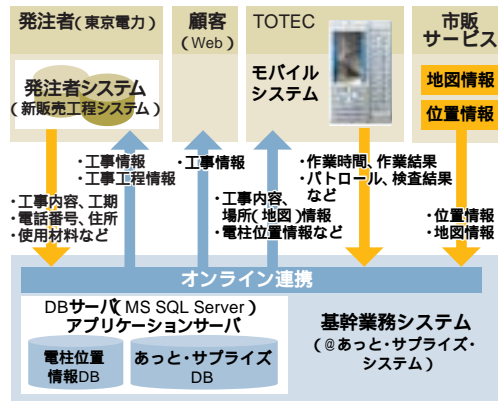 発注者(東京電力)
発注者システム
(新販売工程システム)
顧客
(Web)
TOTEC
モバイル
システム
市販
サービス
地図情報
位置情報
・工事情報
・工事工程情報
・工事内容、工期
・電話番号、住所
・使用材料など
・工事情報
・工事内容、
場所(地図)情報
・電柱位置情報など
・作業時間、作業結果
・パトロール、検査結果
など
・位置情報
・地図情報
オンライン連携
DBサーバ(MS SQL Server)
アプリケーションサーバ
電柱位置
情報DB
あっと・サプライズ
DB
基幹業務システム
(@あっと・サプライズ・
システム)